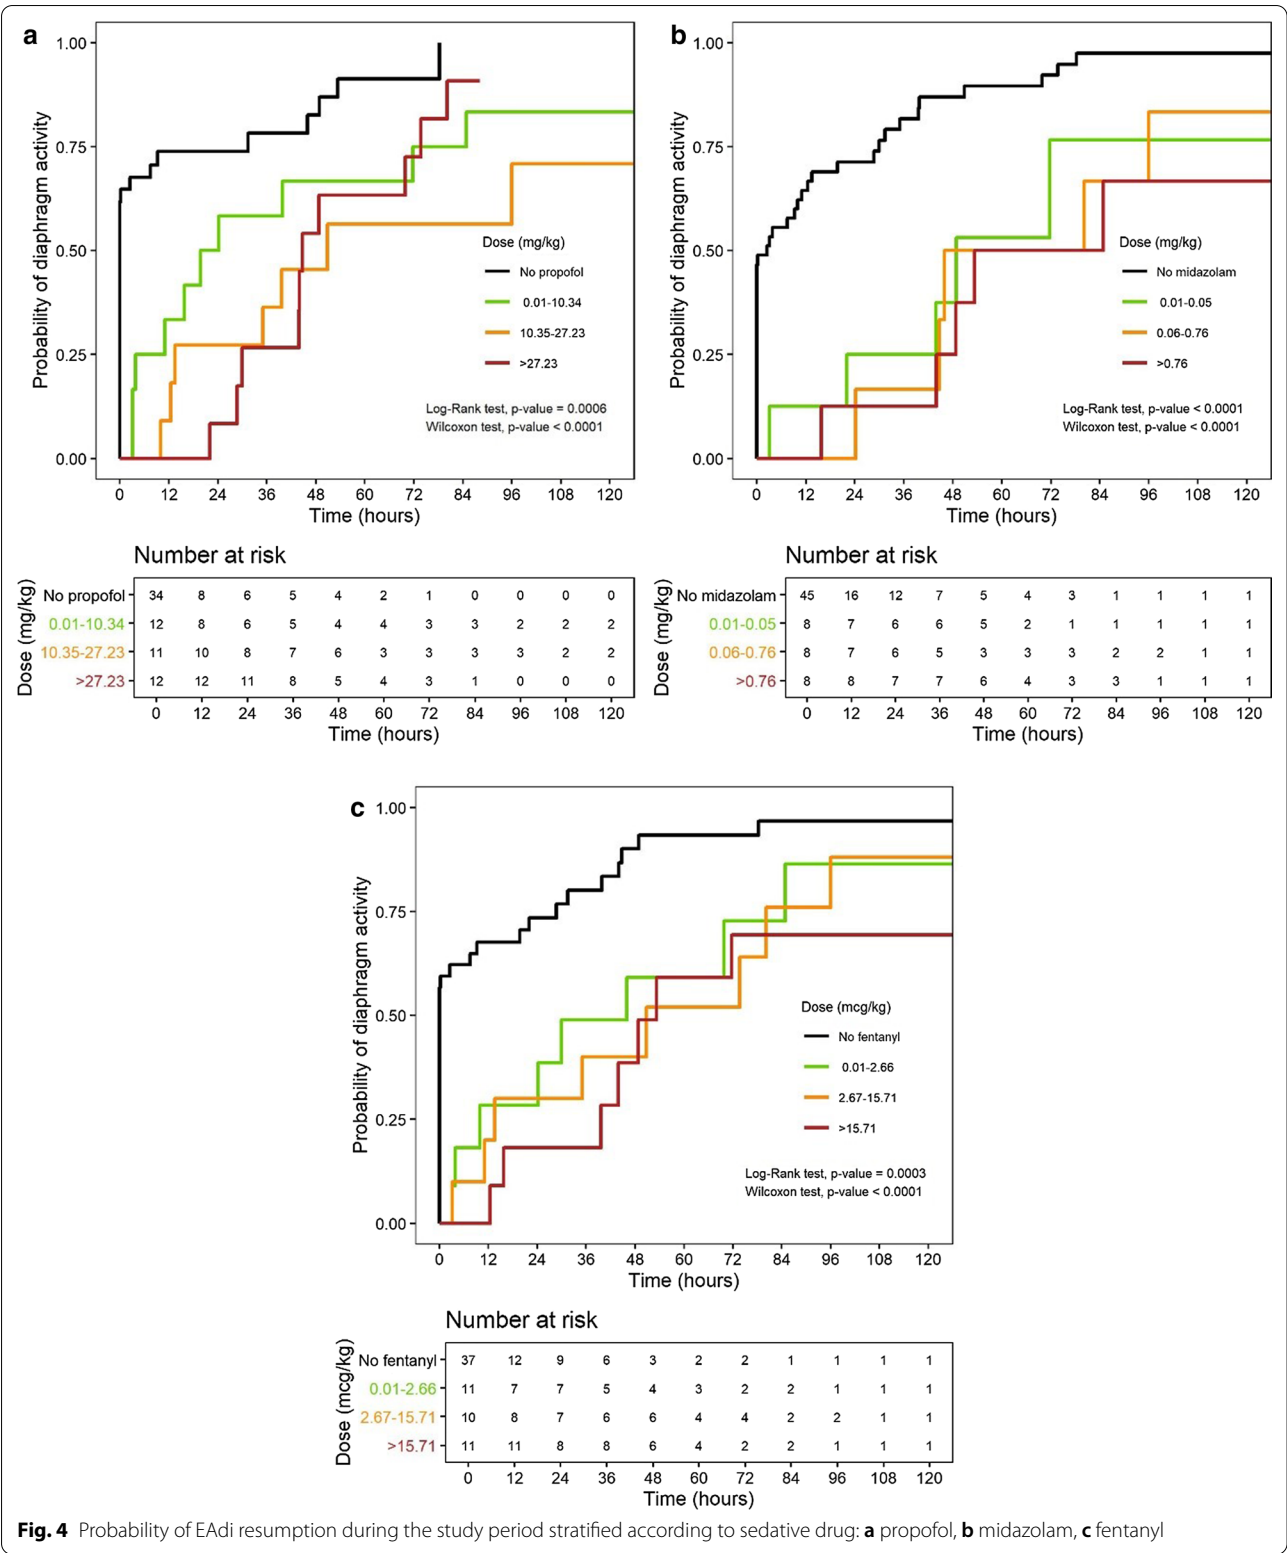 a
1.00
0.75
0.50
0.25
0.00
Probability of diaphragm activity
Dose (mg/kg)
No propofol
0.01-10.34
10.35-27.23
>27.23
Log-Rank test, p-value = 0.0006
Wilcoxon test, p-value < 0.0001
0 12 24 36 48 60 72 84 96 108 120
Time (hours)
Number at risk
Dose (mg/kg)
No propofol 34 8 6 5 4 2 1 0 0 0 0
0.01-10.34 12 8 6 5 4 4 3 3 2 2 2
10.35-27.23 11 10 8 7 6 3 3 3 3 2 2
>27.23 12 12 11 8 5 4 3 1 0 0 0
0 12 24 36 48 60 72 84 96 108 120
Time (hours)
b
1.00
0.75
0.50
0.25
0.00
Probability of diaphragm activity
Dose (mg/kg)
No midazolam
0.01-0.05
0.06-0.76
>0.76
Log-Rank test, p-value < 0.0001
Wilcoxon test, p-value < 0.0001
0 12 24 36 48 60 72 84 96 108 120
Time (hours)
Number at risk
Dose (mg/kg)
No midazolam 45 16 12 7 5 4 3 1 1 1 1
0.01-0.05 8 7 6 6 5 2 1 1 1 1 1
0.06-0.76 8 7 6 5 3 3 3 2 2 1 1
>0.76 8 8 7 7 6 4 3 3 1 1 1
0 12 24 36 48 60 72 84 96 108 120
Time (hours)
c
1.00
0.75
0.50
0.25
0.00
Probability of diaphragm activity
Dose (mcg/kg)
No fentanyl
0.01-2.66
2.67-15.71
>15.71
Log-Rank test, p-value = 0.0003
Wilcoxon test, p-value < 0.0001
0 12 24 36 48 60 72 84 96 108 120
Time (hours)
Number at risk
Dose (mcg/kg)
No fentanyl 37 12 9 6 3 2 2 1 1 1 1
0.01-2.66 11 7 7 5 4 3 2 2 1 1 1
2.67-15.71 10 8 7 6 6 4 4 2 2 1 1
>15.71 11 11 8 8 6 4 2 2 1 1 1
0 12 24 36 48 60 72 84 96 108 120
Time (hours)
Fig. 4 Probability of EAdi resumption during the study period stratified according to sedative drug: a propofol, b midazolam, c fentanyl